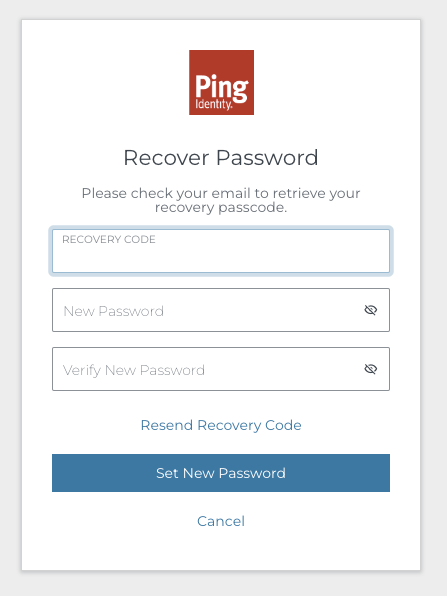 Ping
Identity.
Recover Password
Please check your email to retrieve your
recovery passcode.
RECOVERY CODE
New Password
Verify New Password
Resend Recovery Code
Set New Password
Cancel